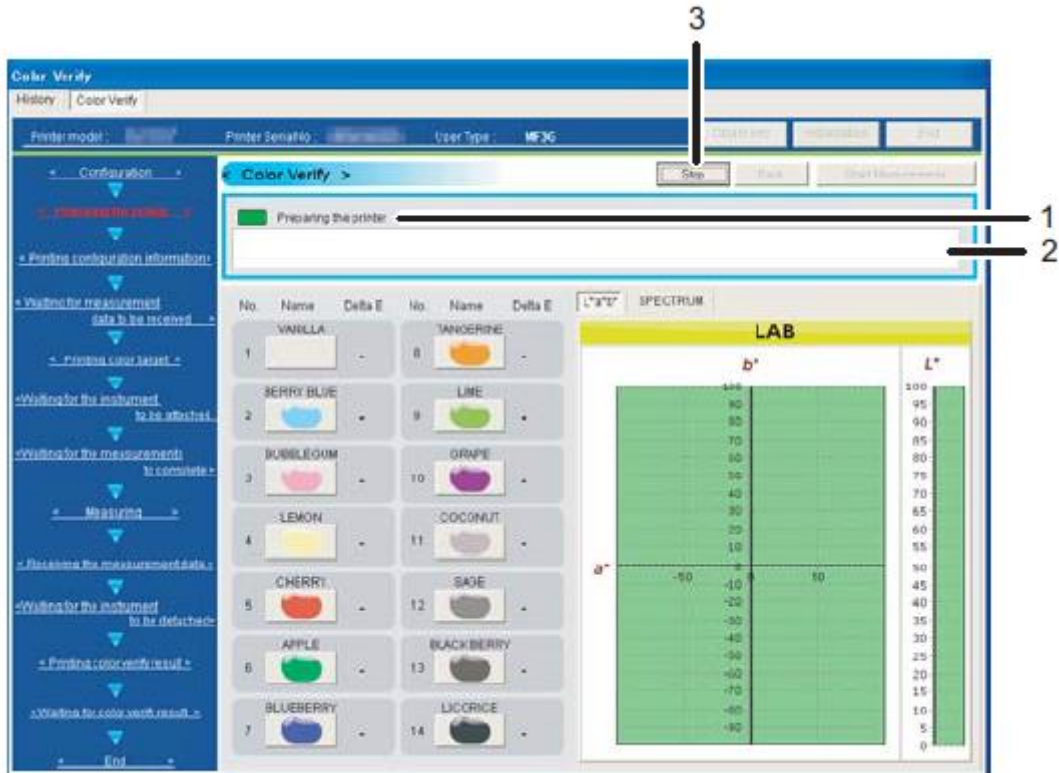 3
Color Verify
History Color Verify
Printer model : Printer SerialNo : User Type : MF3G End
< Configuration >
< Color Verify > Stop Back Start Measurements
Preparing the printer 1
2
< Printing configuration information>
< Waiting for measurement
data to be received >
< Printing color target >
<Waiting for the instrument
to be attached
<Waiting for the measurements
to complete>
< Measuring >
< Receiving the measurement data >
<Waiting for the instrument
to be detached>
< Printing color verify result >
<Waiting for color verify result >
< End >
No. Name Delta E No. Name Delta E
VANILLA TANGERINE
1 - 8 -
BERRY BLUE LIME
2 - 9 -
BUBBLEGUM GRAPE
3 - 10 -
LEMON COCONUT
4 - 11 -
CHERRY SAGE
5 - 12 -
APPLE BLACKBERRY
6 - 13 -
BLUEBERRY LICORICE
7 - 14 -
L*a*b* SPECTRUM
LAB
b* L*
100 100
90 95
80 90
70 85
60 80
50 75
40 70
30 65
20 60
10 55
a* -50 0 50 50
-10 45
-20 40
-30 35
-40 30
-50 25
-60 20
-70 15
-80 10
-90 5
0